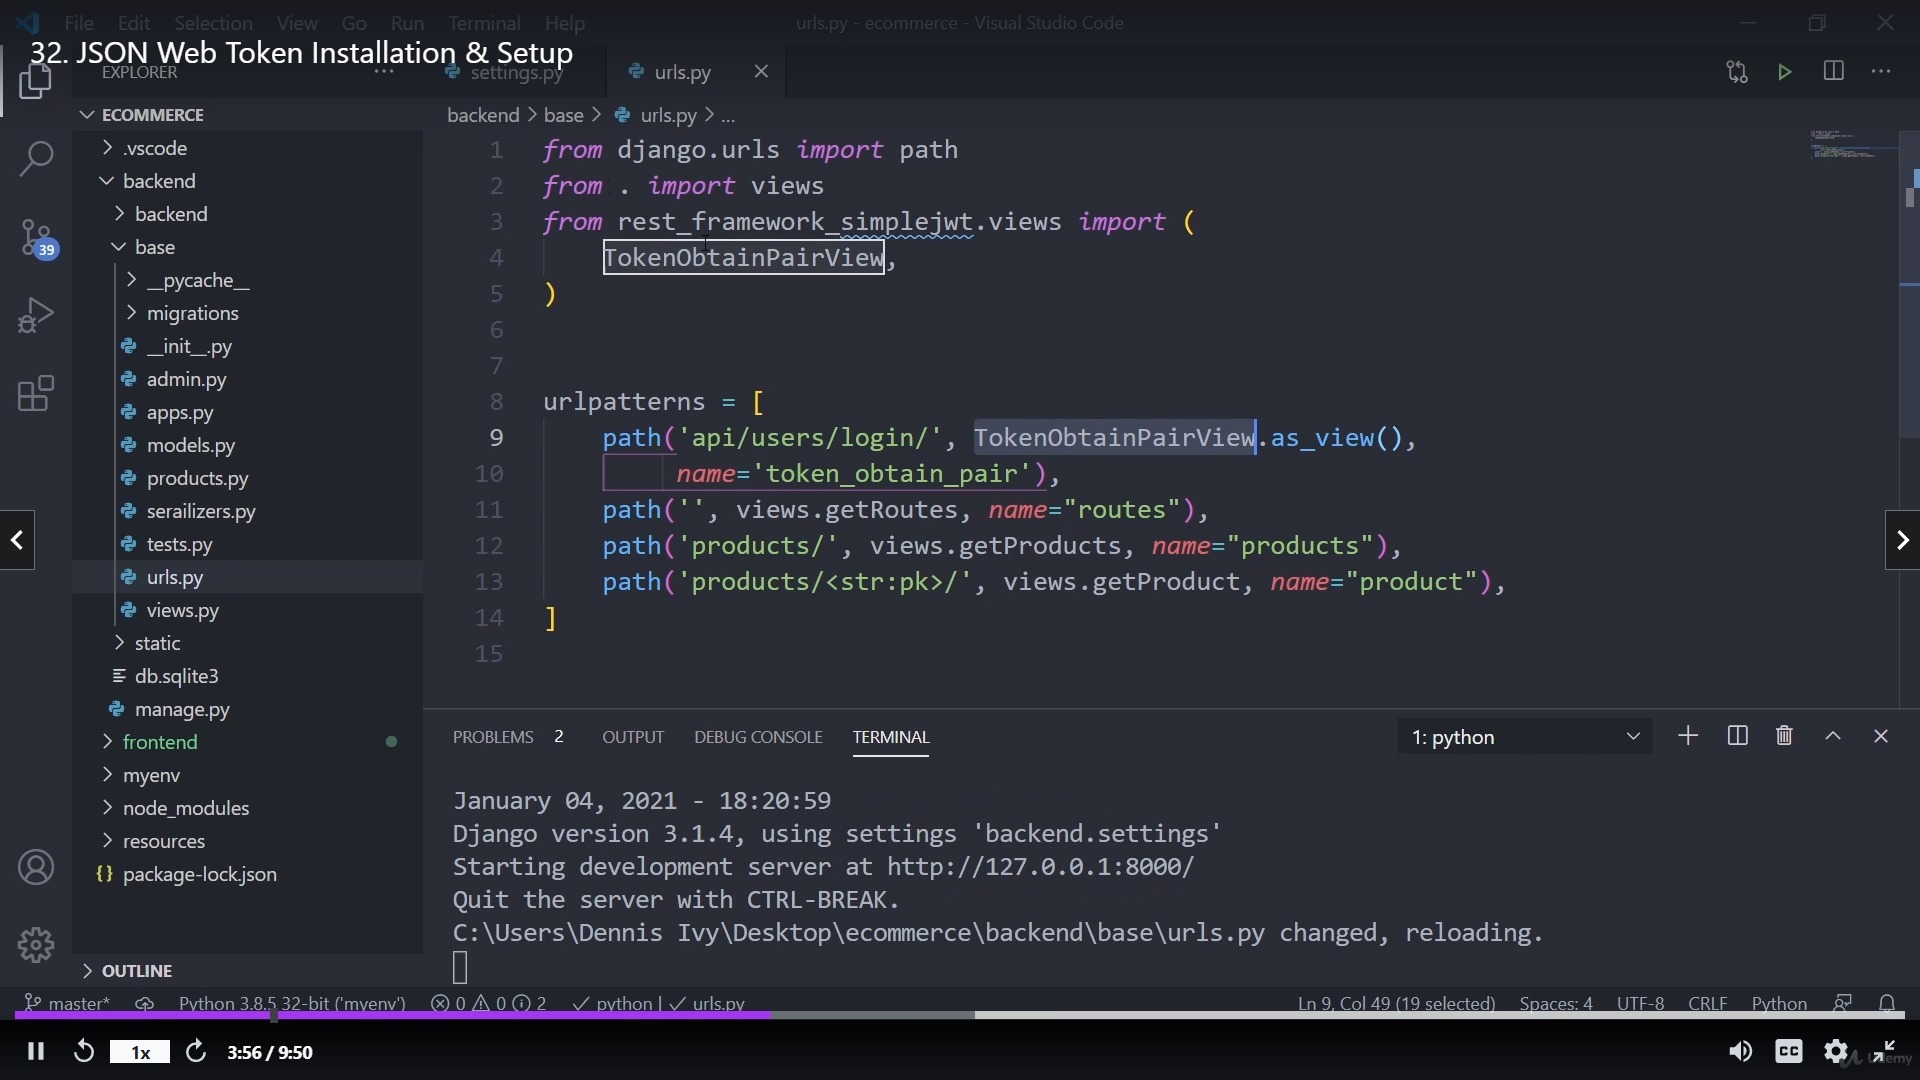 File Edit Selection View Go Run Terminal Help
urls.py - ecommerce - Visual Studio Code
32. JSON Web Token Installation & Setup
EXPLORER
settings.py
urls.py
ECOMMERCE
.vscode
backend
backend
base
__pycache__
migrations
__init__.py
admin.py
apps.py
models.py
products.py
serailizers.py
tests.py
urls.py
views.py
static
db.sqlite3
manage.py
frontend
myenv
node_modules
resources
package-lock.json
OUTLINE
39
backend > base > urls.py > ...
1 from django.urls import path
2 from . import views
3 from rest_framework_simplejwt.views import (
4 TokenObtainPairView,
5 )
6
7
8 urlpatterns = [
9 path('api/users/login/', TokenObtainPairView.as_view(),
10 name='token_obtain_pair'),
11 path('', views.getRoutes, name="routes"),
12 path('products/', views.getProducts, name="products"),
13 path('products/<str:pk>/', views.getProduct, name="product"),
14 ]
15
PROBLEMS 2 OUTPUT DEBUG CONSOLE TERMINAL
1: python
January 04, 2021 - 18:20:59
Django version 3.1.4, using settings 'backend.settings'
Starting development server at http://127.0.0.1:8000/
Quit the server with CTRL-BREAK.
C:\Users\Dennis Ivy\Desktop\ecommerce\backend\base\urls.py changed, reloading.
master* Python 3.8.5 32-bit ('myenv') 0 0 2 python | urls.py
Ln 9, Col 49 (19 selected) Spaces: 4 UTF-8 CRLF Python
1x 3:56 / 9:50
CC
Udemy